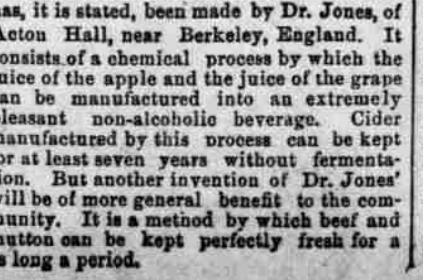 has, it is stated, been made by Dr. Jones, of
Acton Hall, near Berkeley, England. It
consists of a chemical process by which the
juice of the apple and the juice of the grape
can be manufactured into an extremely
pleasant non-alcoholic beverage. Cider
manufactured by this process can be kept
for at least seven years without fermenta-
tion. But another invention of Dr. Jones'
will be of more general benefit to the com-
munity. It is a method by which beef and
mutton can be kept perfectly fresh for a
as long a period.